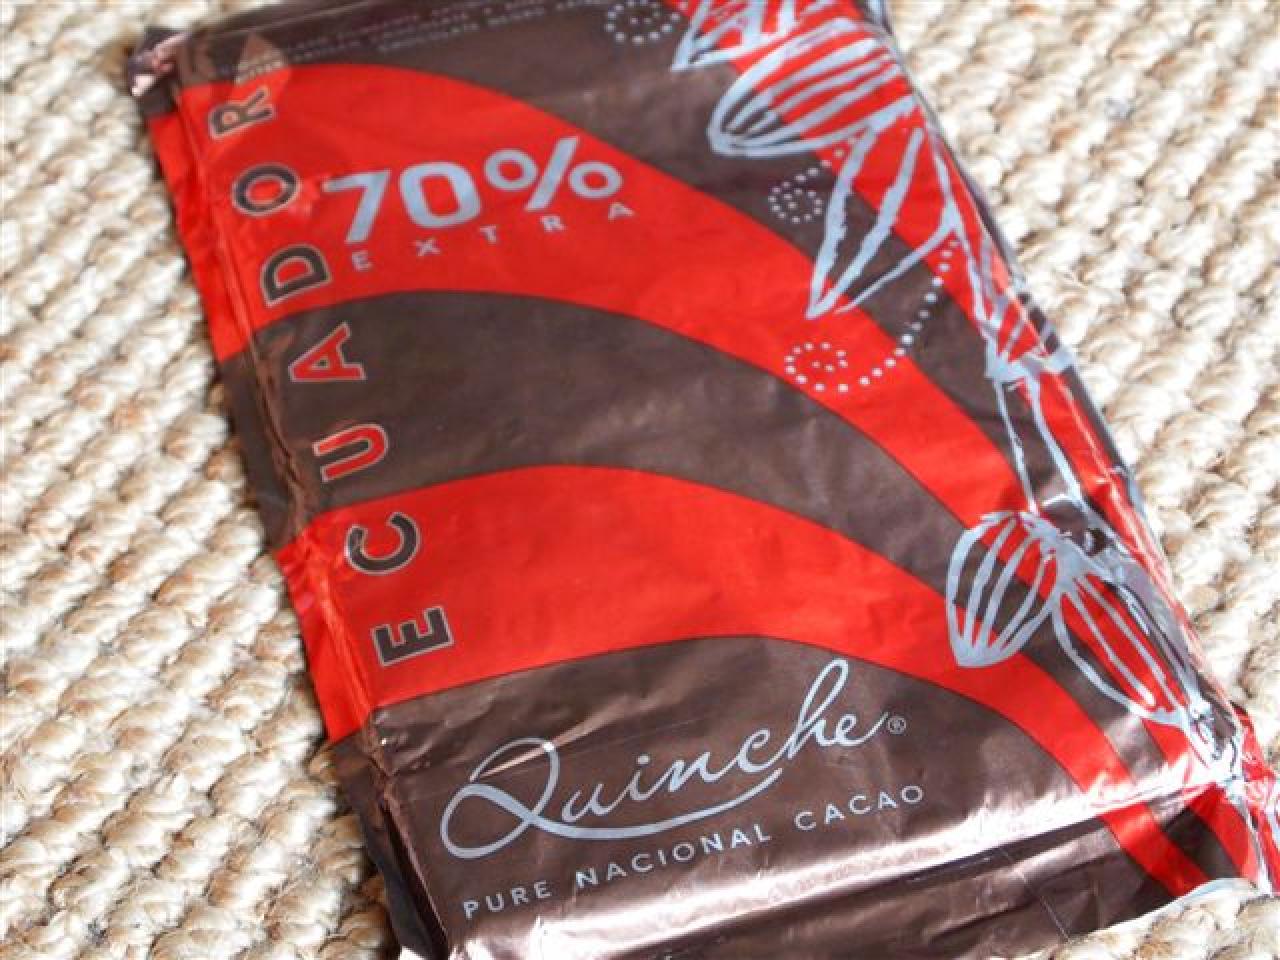 ECUADOR
70%
EXTRA
Quinche®
PURE NACIONAL CACAO